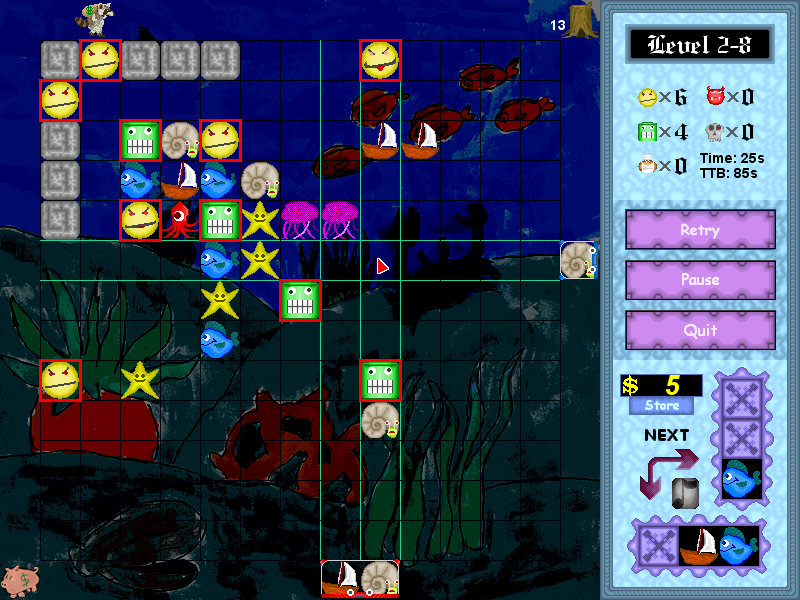 13
Level 2-8
×6 ×0
×4 ×0
×0 Time: 25s
TTB: 85s
Retry
Pause
Quit
$ 5
Store
NEXT